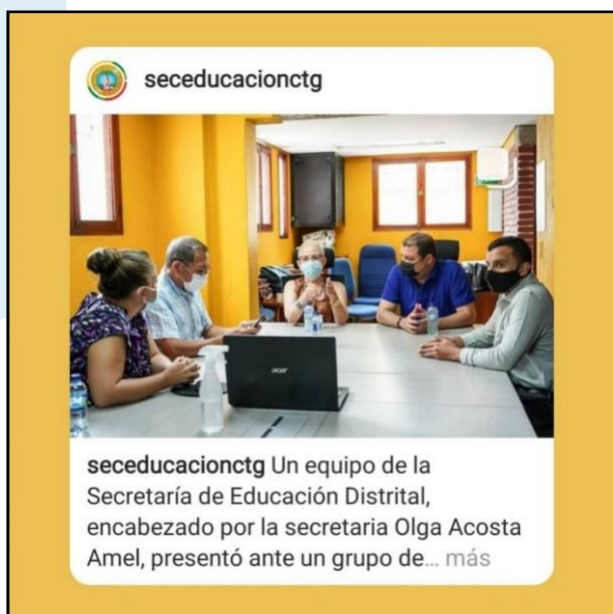 seceducacionctg
acer
seceducacionctg Un equipo de la
Secretaría de Educación Distrital,
encabezado por la secretaria Olga Acosta
Amel, presentó ante un grupo de... más